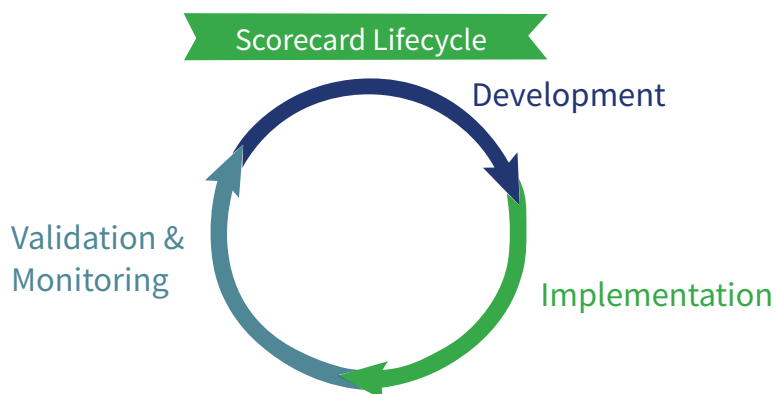 Scorecard Lifecycle
Development
Validation &
Monitoring
Implementation